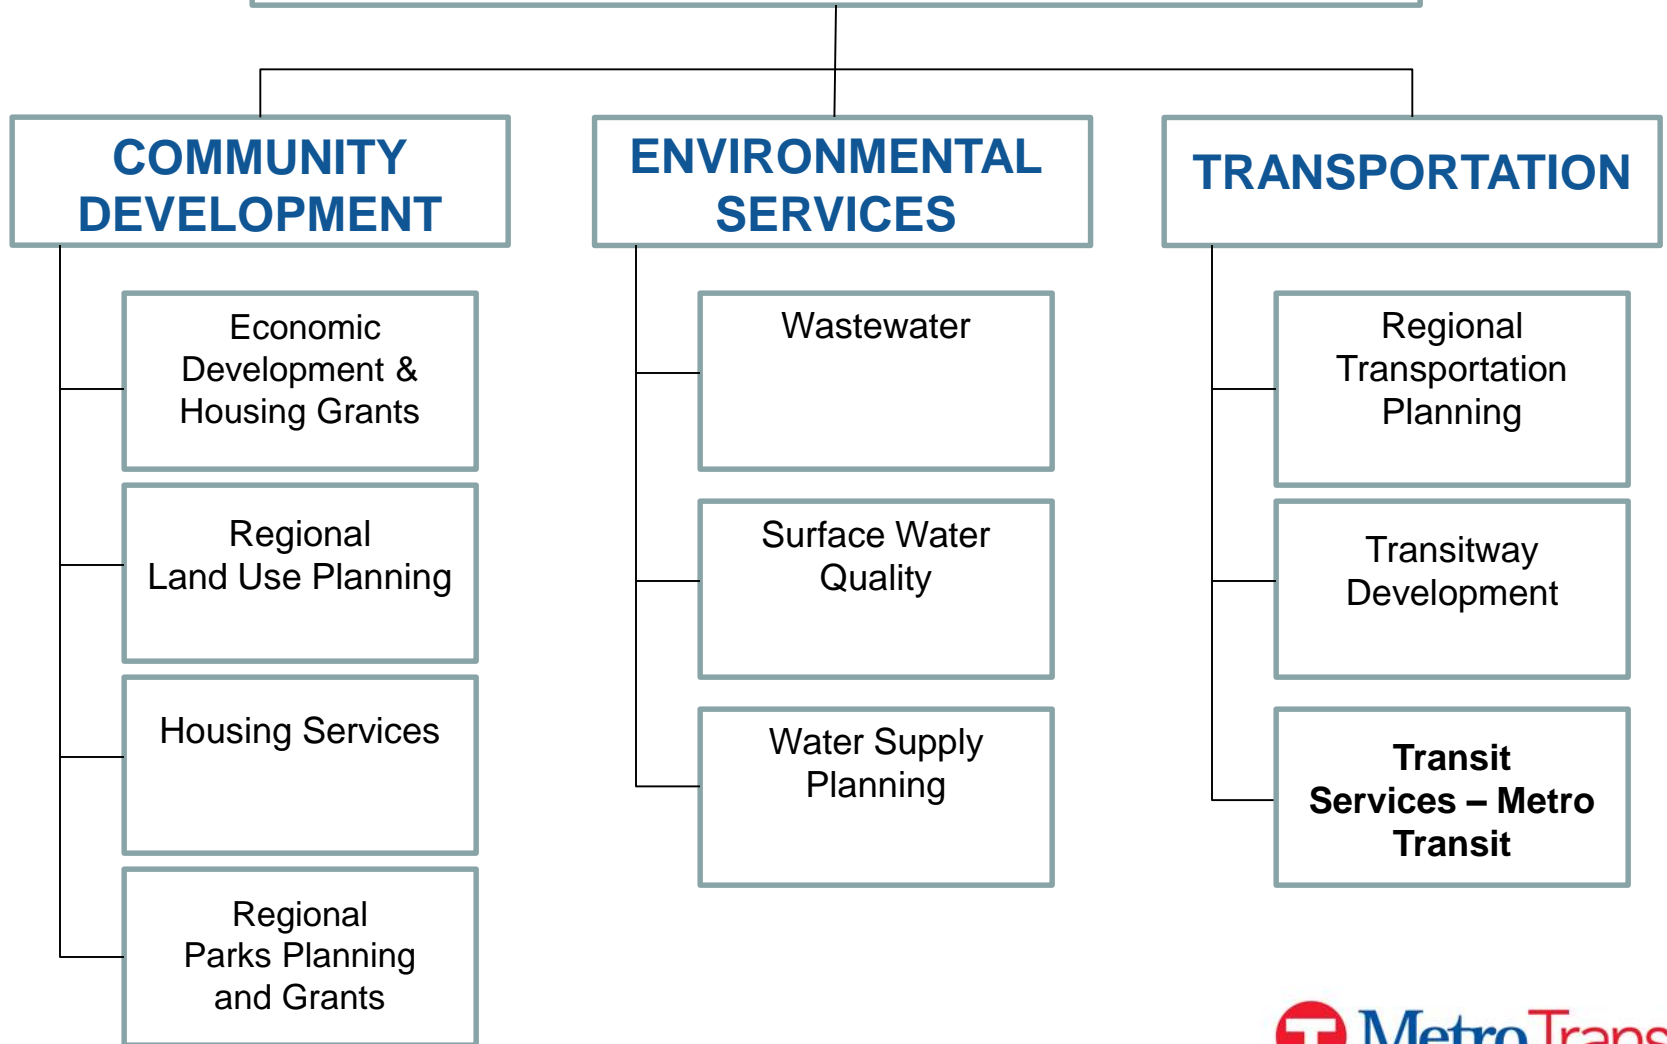 COMMUNITY
DEVELOPMENT
Economic
Development &
Housing Grants
Regional
Land Use Planning
Housing Services
Regional
Parks Planning
and Grants
ENVIRONMENTAL
SERVICES
Wastewater
Surface Water
Quality
Water Supply
Planning
TRANSPORTATION
Regional
Transportation
Planning
Transitway
Development
Transit
Services – Metro
Transit
MetroTrans